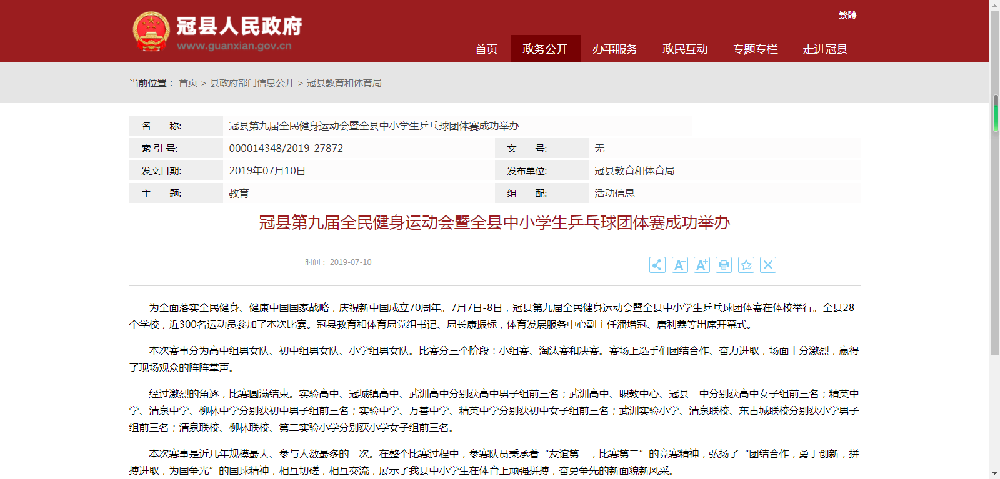 冠县人民政府
www.guanxian.gov.cn
繁體
首页 政务公开 办事服务 政民互动 专题专栏 走进冠县
当前位置： 首页 > 县政府部门信息公开 > 冠县教育和体育局
名 称: 冠县第九届全民健身运动会暨全县中小学生乒乓球团体赛成功举办
索 引 号: 000014348/2019-27872 文 号: 无
发文日期: 2019年07月10日 发布单位: 冠县教育和体育局
主 题: 教育 组 配: 活动信息
冠县第九届全民健身运动会暨全县中小学生乒乓球团体赛成功举办
时间： 2019-07-10
为全面落实全民健身、健康中国国家战略，庆祝新中国成立70周年。7月7日-8日，冠县第九届全民健身运动会暨全县中小学生乒乓球团体赛在体校举行。全县28
个学校，近300名运动员参加了本次比赛。冠县教育和体育局党组书记、局长康振标，体育发展服务中心副主任潘增冠、唐利鑫等出席开幕式。
本次赛事分为高中组男女队、初中组男女队、小学组男女队。比赛分三个阶段：小组赛、淘汰赛和决赛。赛场上选手们团结合作、奋力进取，场面十分激烈，赢得
了现场观众的阵阵掌声。
经过激烈的角逐，比赛圆满结束。实验高中、冠城镇高中、武训高中分别获高中男子组前三名；武训高中、职教中心、冠县一中分别获高中女子组前三名；精英中
学、清泉中学、柳林中学分别获初中男子组前三名；实验中学、万善中学、精英中学分别获初中女子组前三名；武训实验小学、清泉联校、东古城联校分别获小学男子
组前三名；清泉联校、柳林联校、第二实验小学分别获小学女子组前三名。
本次赛事是近几年规模最大、参与人数最多的一次。在整个比赛过程中，参赛队员秉承着“友谊第一，比赛第二”的竞赛精神，弘扬了“团结合作，勇于创新，拼
搏进取，为国争光”的国球精神，相互切磋，相互交流，展示了我县中小学生在体育上顽强拼搏，奋勇争先的新面貌新风采。